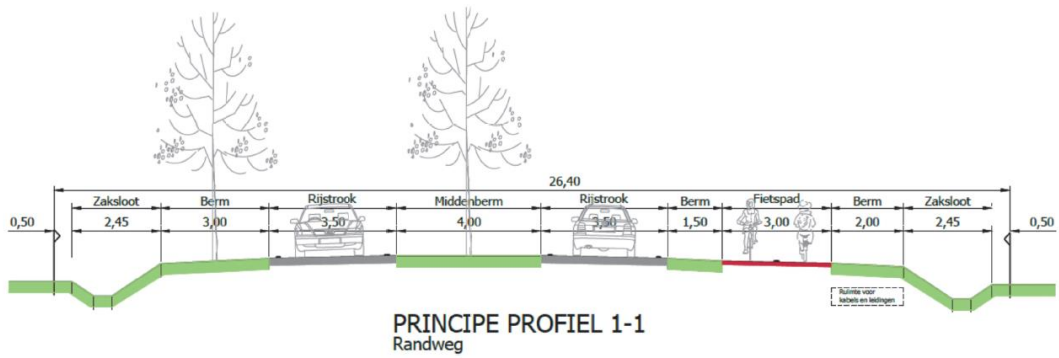 26,40
Zaksloot Berm Rijstrook Middenberm Rijstrook Berm Fietspad Berm Zaksloot
0,50 2,45 3,00 3,50 4,00 3,50 1,50 3,00 2,00 2,45 0,50
Ruimte voor
kabels en leidingen
PRINCIPE PROFIEL 1-1
Randweg